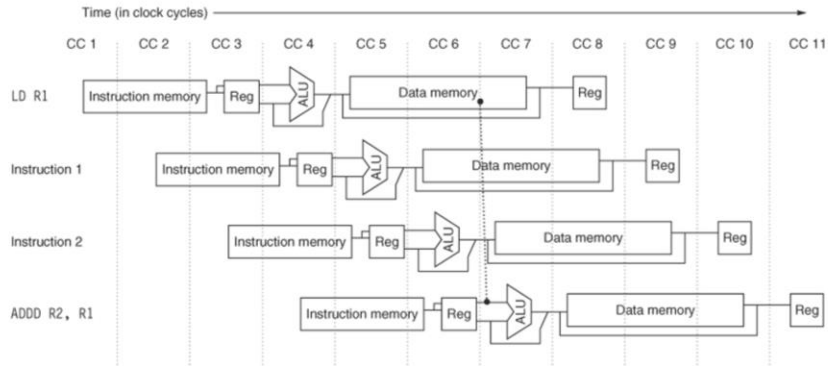 Time (in clock cycles)
CC 1 CC 2 CC 3 CC 4 CC 5 CC 6 CC 7 CC 8 CC 9 CC 10 CC 11
LD R1 Instruction memory Reg ALU Data memory Reg
Instruction 1 Instruction memory Reg ALU Data memory Reg
Instruction 2 Instruction memory Reg ALU Data memory Reg
ADDD R2, R1 Instruction memory Reg ALU Data memory Reg